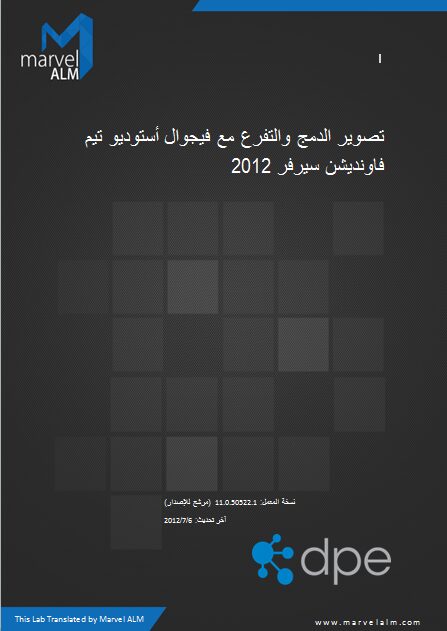 marvel
ALM
تصوير الدمج والتفرع مع فيجوال أستوديو تيم
فاونديشن سيرفر 2012
نسخة المعمل: 11.0.50522.1 (مرشح للإصدار)
آخر تحديث: 2012/7/6
dpe
This Lab Translated by Marvel ALM
www.marvelalm.com